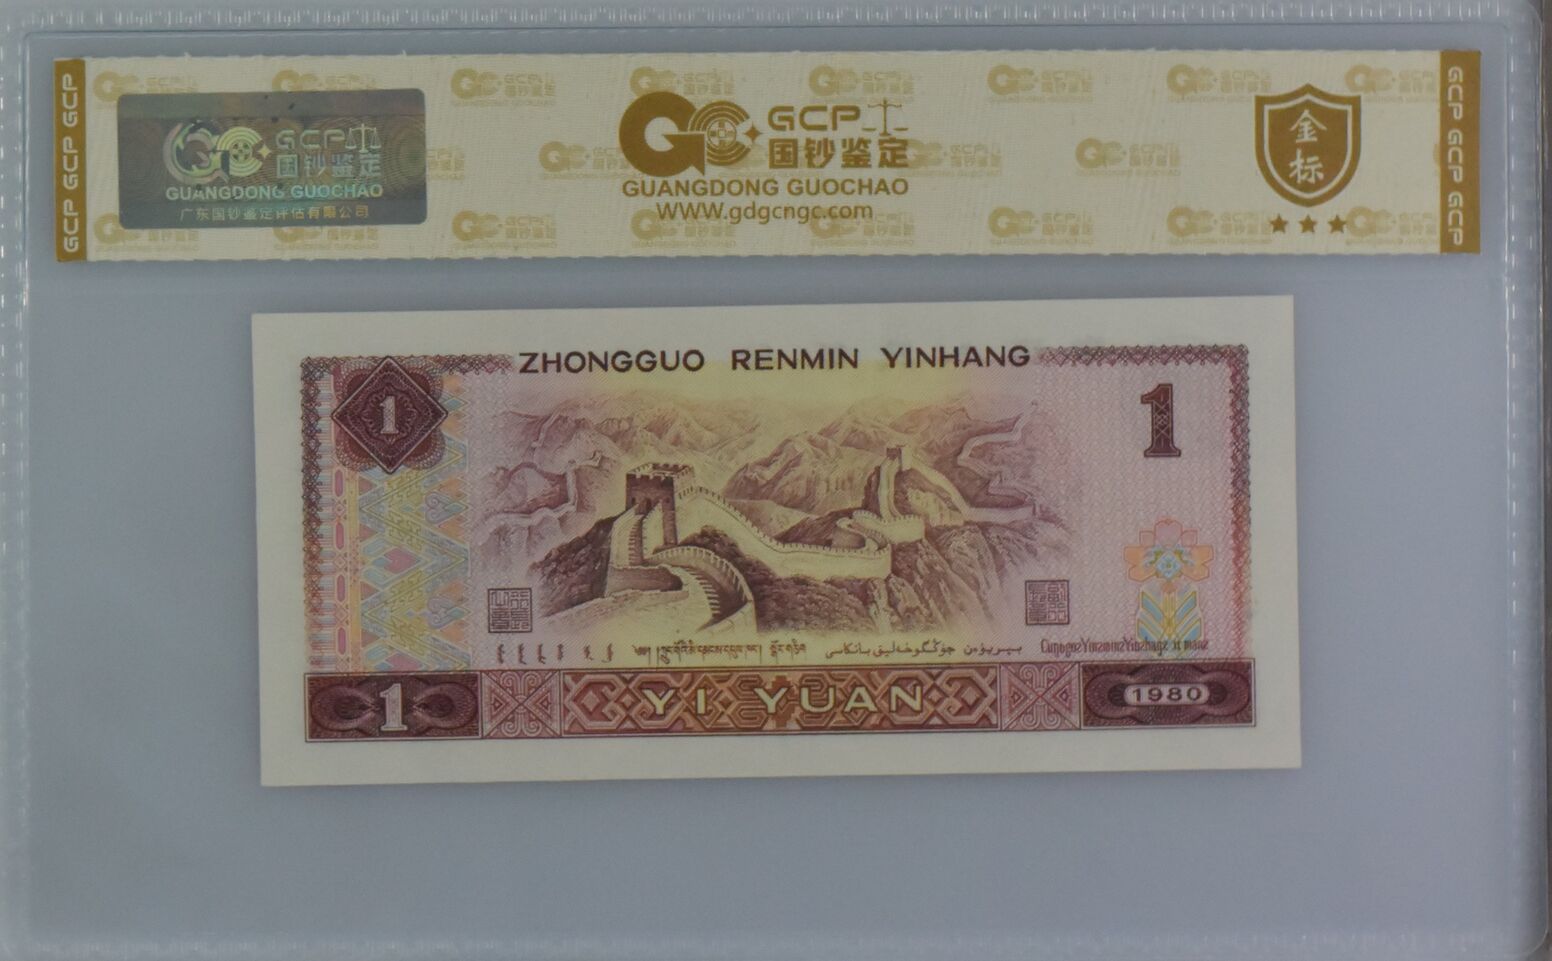 GCP GCP GCP
GCP
国钞鉴定
GUANGDONG GUOCHAO
广东国钞鉴定评估有限公司
GCP
国钞鉴定
GUANGDONG GUOCHAO
WWW.gdgcngc.com
金
标
GCP GCP GCP
ZHONGGUO RENMIN YINHANG
1
1
1
YI YUAN
1980